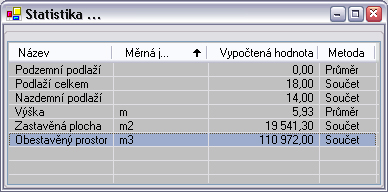 Statistika ...
Název Měrná j... Vypočtená hodnota Metoda
Podzemní podlaží 0,00 Průměr
Podlaží celkem 18,00 Součet
Nazdemní podlaží 14,00 Součet
Výška m 5,93 Průměr
Zastavěná plocha m2 19 541,30 Součet
Obestavěný prostor m3 110 972,00 Součet